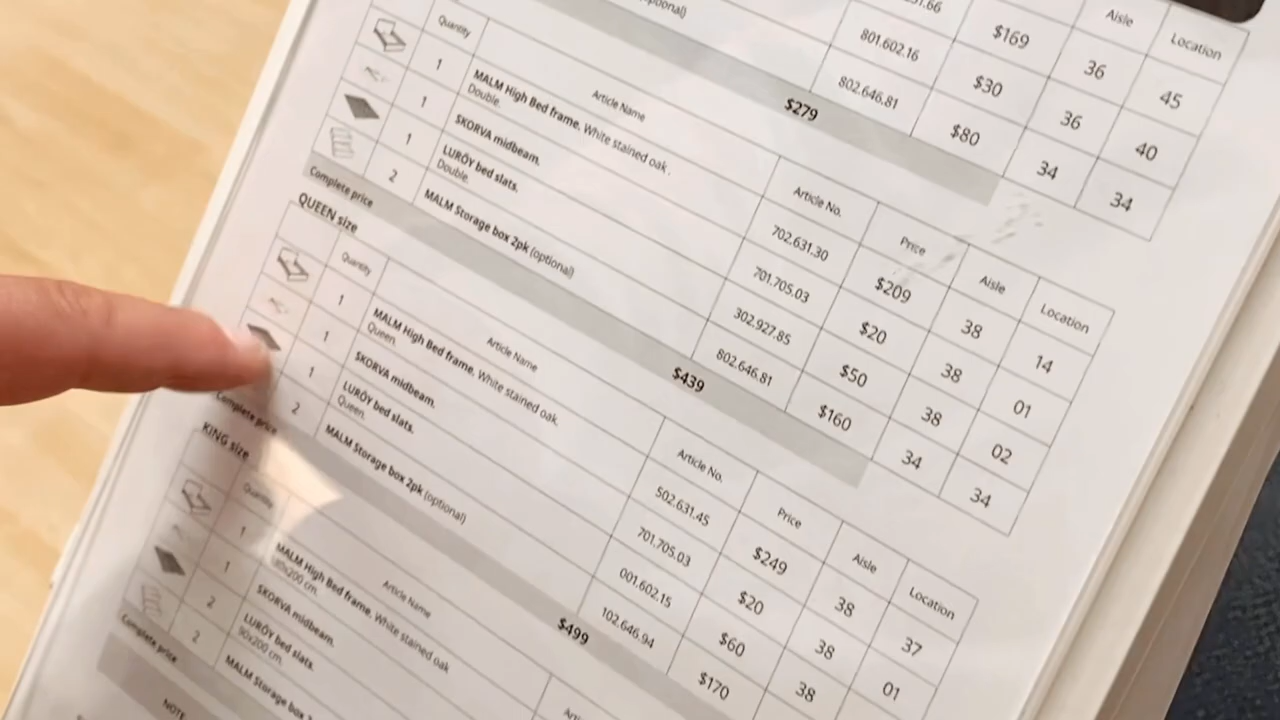 Aisle Location
$169 36 45
801.602.16 $30 36 40
(optional) 802.646.81 $80 34 34
$279
Quantity Article Name Article No. Price Aisle Location
1 MALM High Bed frame. White stained oak. 702.631.30 $209 38 14
Double.
1 SKORVA midbeam. 701.705.03 $20 38 01
1 LURÖY bed slats. 302.927.85 $50 38 02
Double.
2 MALM Storage box 2pk (optional) 802.646.81 $160 34 34
Complete price $439
QUEEN size
Quantity Article Name Article No. Price Aisle Location
1 MALM High Bed frame. White stained oak. 502.631.45 $249 38 37
Queen.
1 SKORVA midbeam. 701.705.03 $20 38 01
1 LURÖY bed slats. 001.602.15 $60 38
Queen.
2 MALM Storage box 2pk (optional) 102.646.94 $170
Complete price $499
KING size
Quantity Article Name
1 MALM High Bed frame. White stained oak
1 SKORVA midbeam.
2 LURÖY bed slats.
90x200 cm.
2 MALM Storage box
Complete price
NOTE